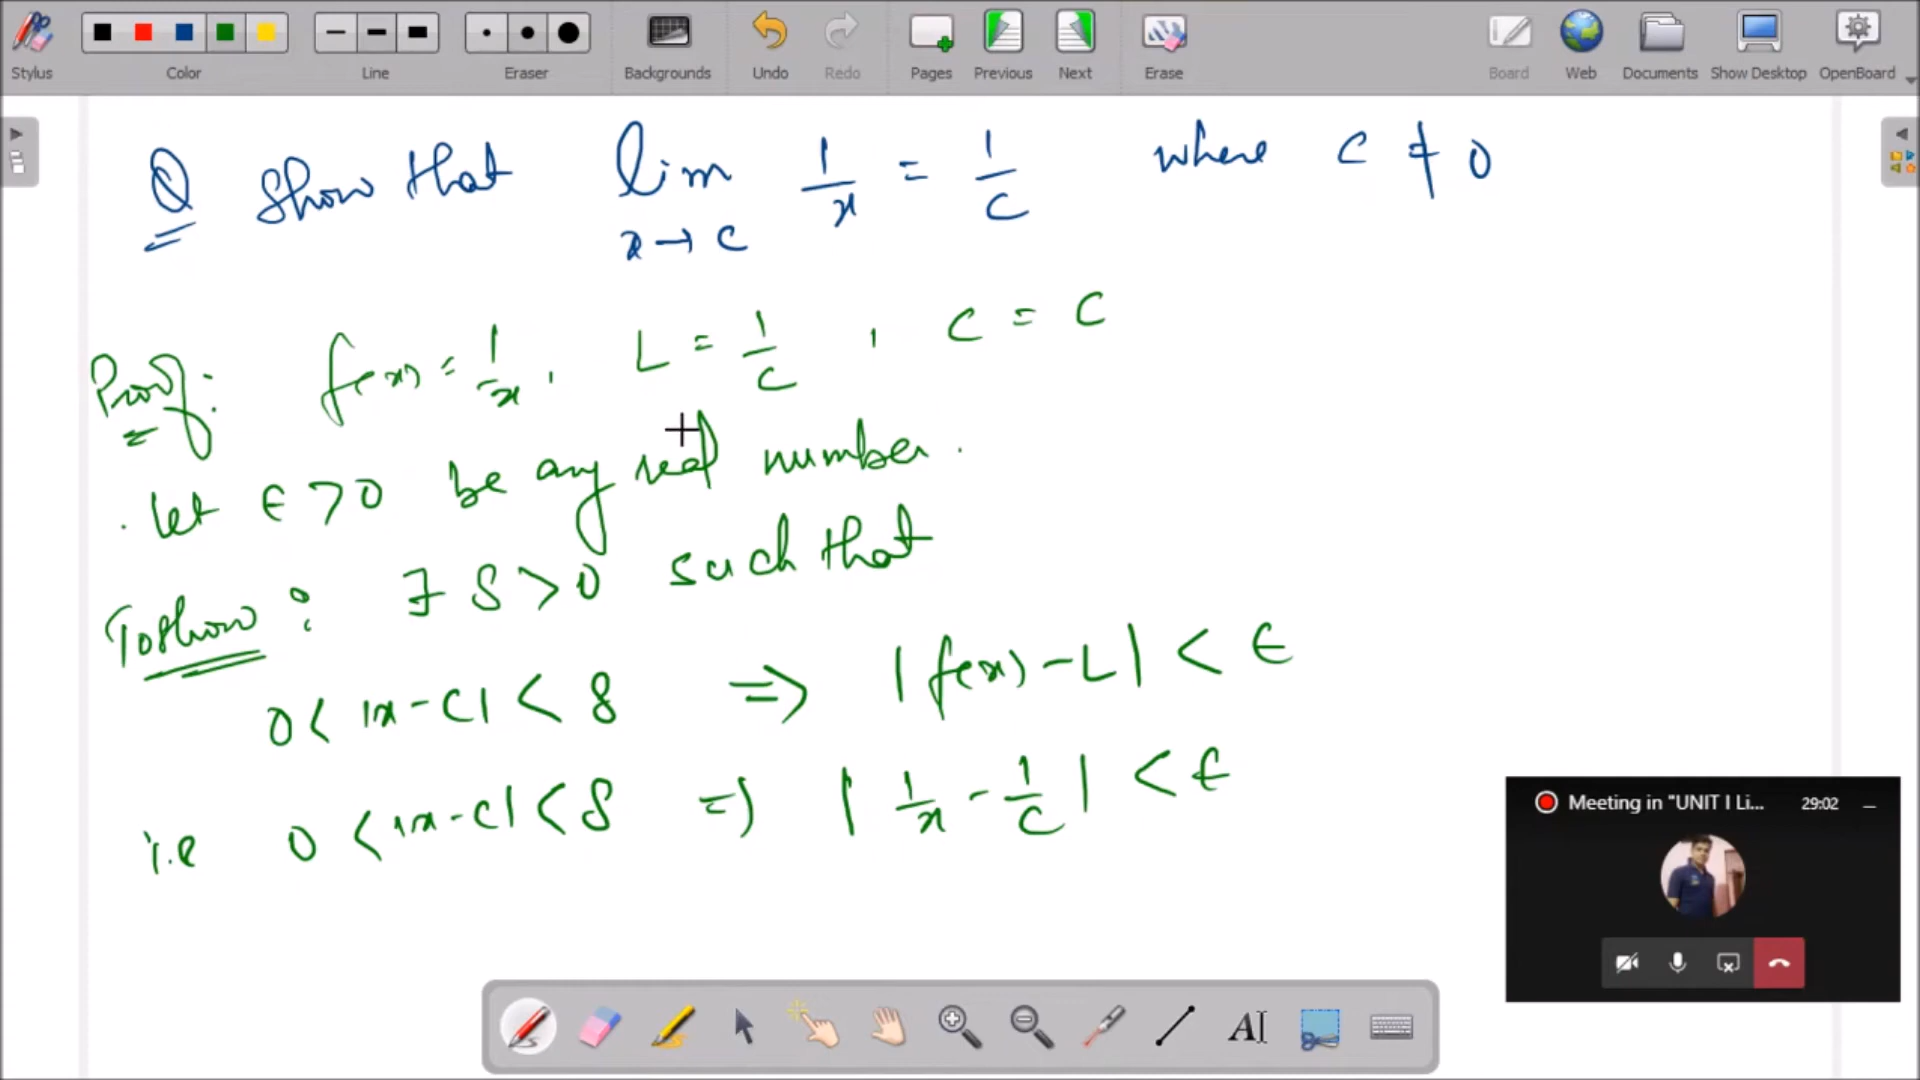 Stylus Color Line Eraser Backgrounds Undo Redo Pages Previous Next Erase Board Web Documents Show Desktop OpenBoard
Q Show that lim x→c 1/x = 1/c where c ≠ 0
Proof: f(x) = 1/x, L = 1/c, c = c
. let ϵ > 0 be any real number.
To show: ∃ δ > 0 such that
0 < |x - c| < δ ⇒ |f(x) - L| < ϵ
i.e 0 < |x - c| < δ ⇒ | 1/x - 1/c | < ϵ
Meeting in "UNIT I Li... 29:02
AI